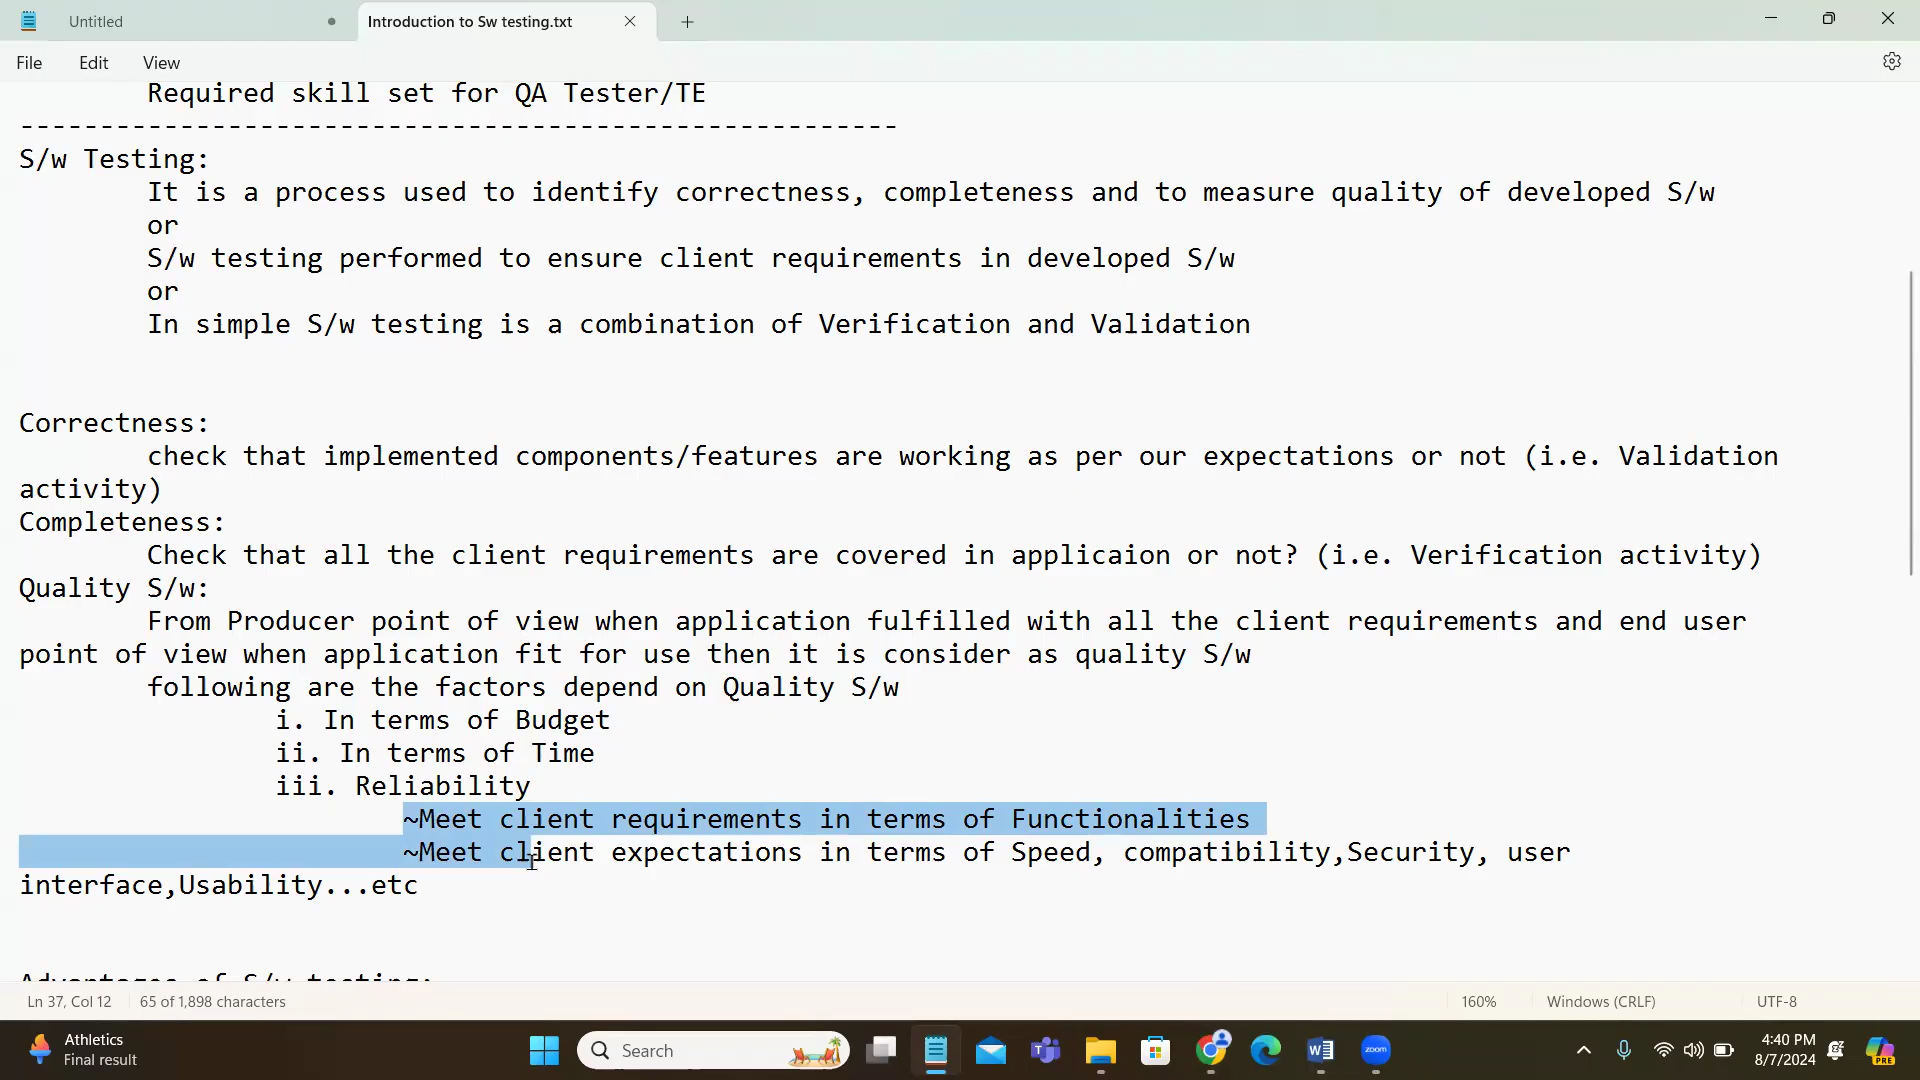 Untitled
Introduction to Sw testing.txt
File Edit View
Required skill set for QA Tester/TE
-------------------------------------------------------
S/w Testing:
It is a process used to identify correctness, completeness and to measure quality of developed S/w
or
S/w testing performed to ensure client requirements in developed S/w
or
In simple S/w testing is a combination of Verification and Validation
Correctness:
check that implemented components/features are working as per our expectations or not (i.e. Validation
activity)
Completeness:
Check that all the client requirements are covered in applicaion or not? (i.e. Verification activity)
Quality S/w:
From Producer point of view when application fulfilled with all the client requirements and end user
point of view when application fit for use then it is consider as quality S/w
following are the factors depend on Quality S/w
i. In terms of Budget
ii. In terms of Time
iii. Reliability
~Meet client requirements in terms of Functionalities
~Meet client expectations in terms of Speed, compatibility,Security, user
interface,Usability...etc
Advantages of S/w testing:
Ln 37, Col 12 65 of 1,898 characters 160% Windows (CRLF) UTF-8
Athletics
Final result
Search
zoom
4:40 PM
8/7/2024
PRE